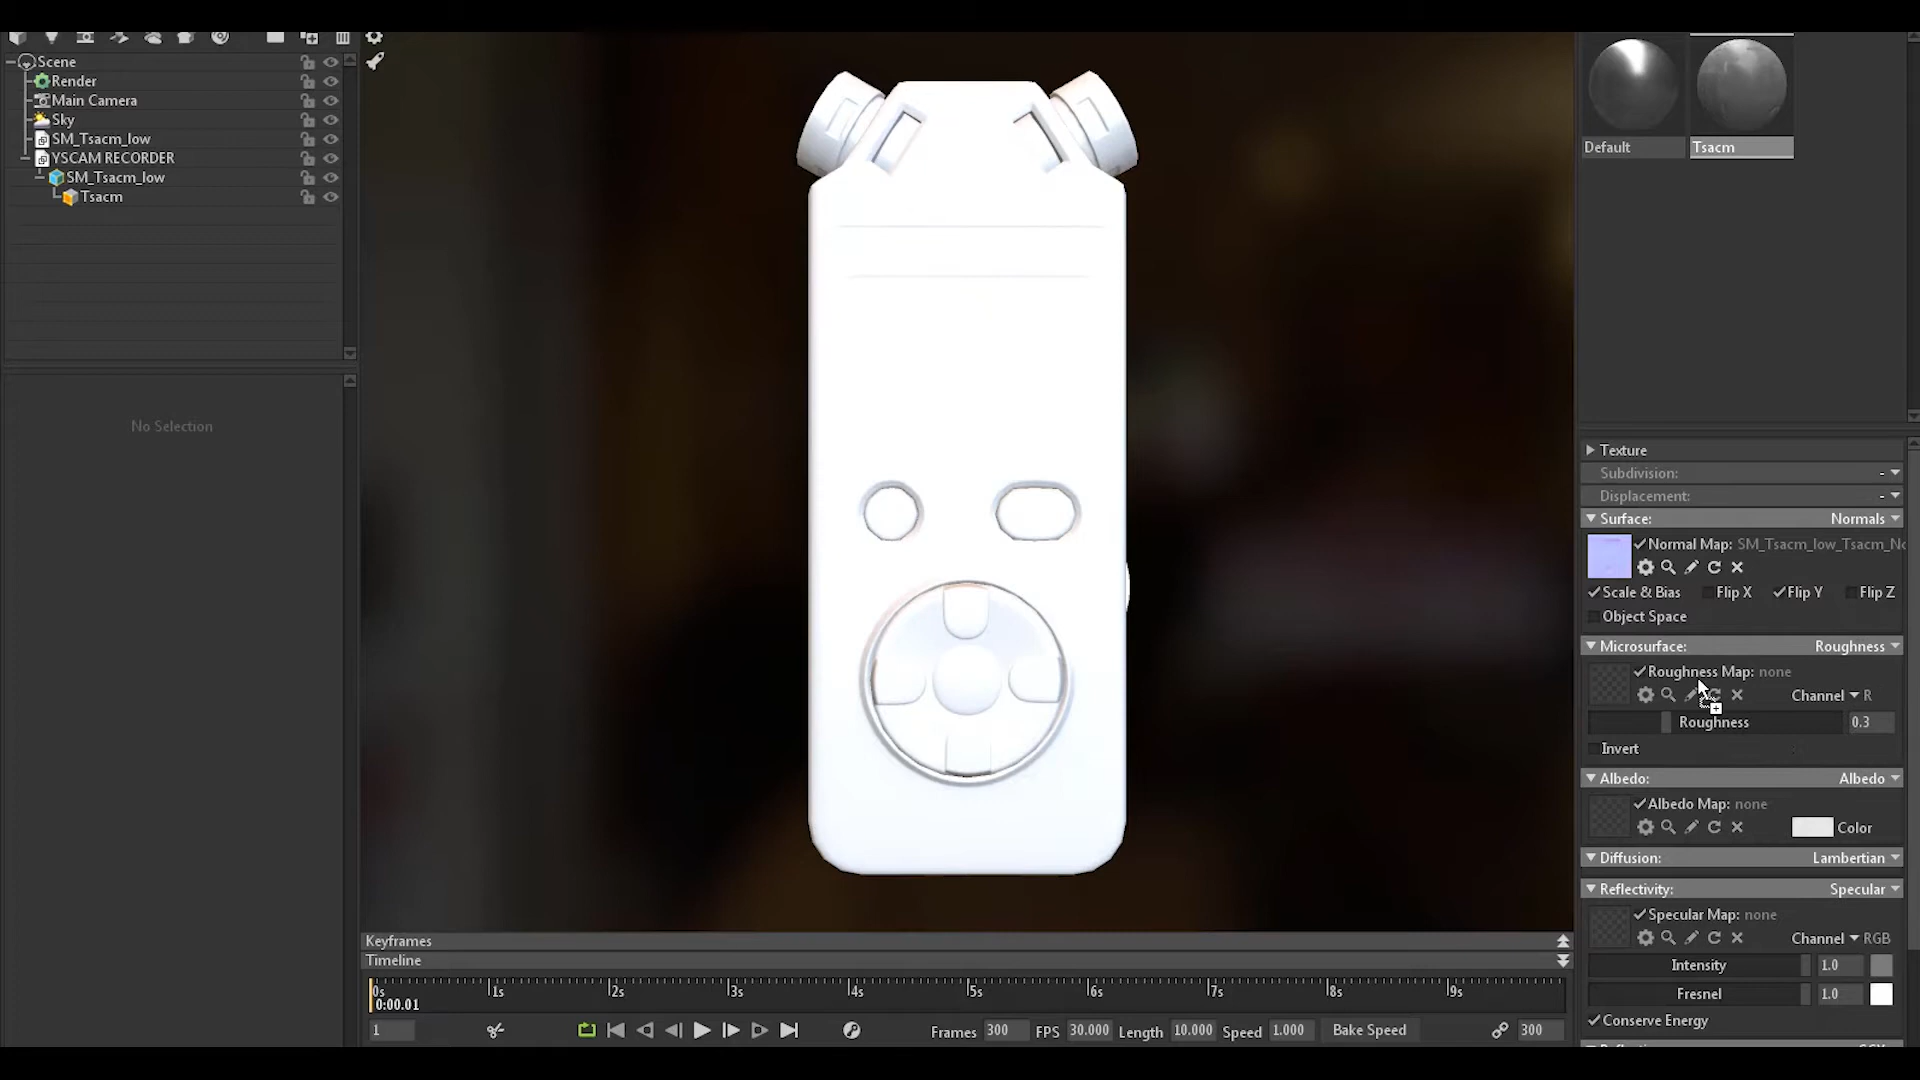 Scene
Render
Main Camera
Sky
SM_Tsacm_low
YSCAM RECORDER
SM_Tsacm_low
Tsacm
No Selection
Default
Tsacm
Texture
Subdivision: -
Displacement: -
Surface: Normals
Normal Map: SM_Tsacm_low_Tsacm_No
Scale & Bias Flip X Flip Y Flip Z
Object Space
Microsurface: Roughness
Roughness Map: none
Channel R
Roughness 0.3
Invert
Albedo: Albedo
Albedo Map: none
Color
Diffusion: Lambertian
Reflectivity: Specular
Specular Map: none
Channel RGB
Intensity 1.0
Fresnel 1.0
Conserve Energy
Keyframes
Timeline
0s 1s 2s 3s 4s 5s 6s 7s 8s 9s
0:00.01
1 Frames 300 FPS 30.000 Length 10.000 Speed 1.000 Bake Speed 300